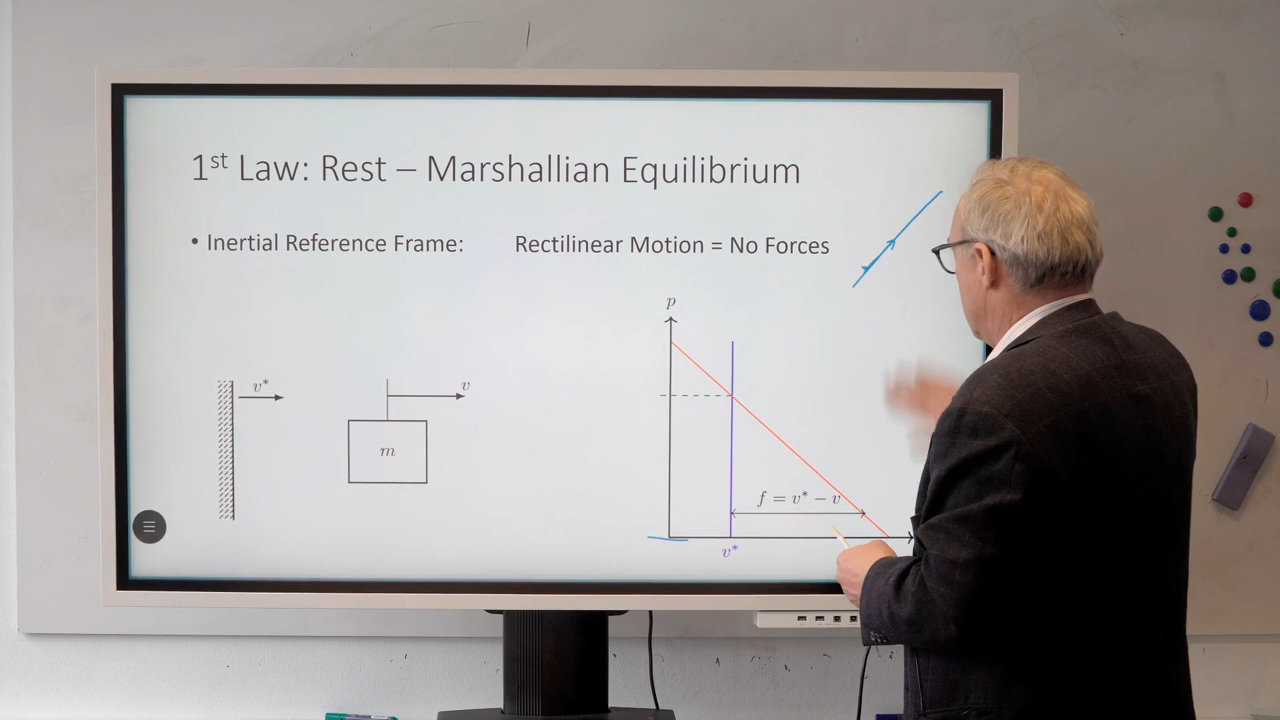 1st Law: Rest – Marshallian Equilibrium
• Inertial Reference Frame: Rectilinear Motion = No Forces
p
v*
v
m
f = v* − v
v*